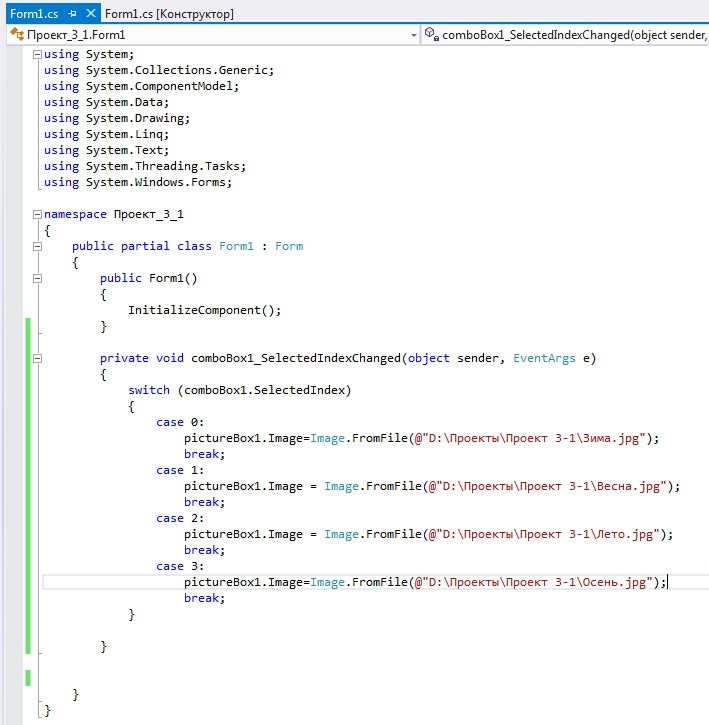 Form1.cs Form1.cs [Конструктор]
Проект_3_1.Form1 comboBox1_SelectedIndexChanged(object sender,
using System;
using System.Collections.Generic;
using System.ComponentModel;
using System.Data;
using System.Drawing;
using System.Linq;
using System.Text;
using System.Threading.Tasks;
using System.Windows.Forms;
namespace Проект_3_1
{
public partial class Form1 : Form
{
public Form1()
{
InitializeComponent();
}
private void comboBox1_SelectedIndexChanged(object sender, EventArgs e)
{
switch (comboBox1.SelectedIndex)
{
case 0:
pictureBox1.Image=Image.FromFile(@"D:\Проекты\Проект 3-1\Зима.jpg");
break;
case 1:
pictureBox1.Image = Image.FromFile(@"D:\Проекты\Проект 3-1\Весна.jpg");
break;
case 2:
pictureBox1.Image = Image.FromFile(@"D:\Проекты\Проект 3-1\Лето.jpg");
break;
case 3:
pictureBox1.Image=Image.FromFile(@"D:\Проекты\Проект 3-1\Осень.jpg");
break;
}
}
}
}